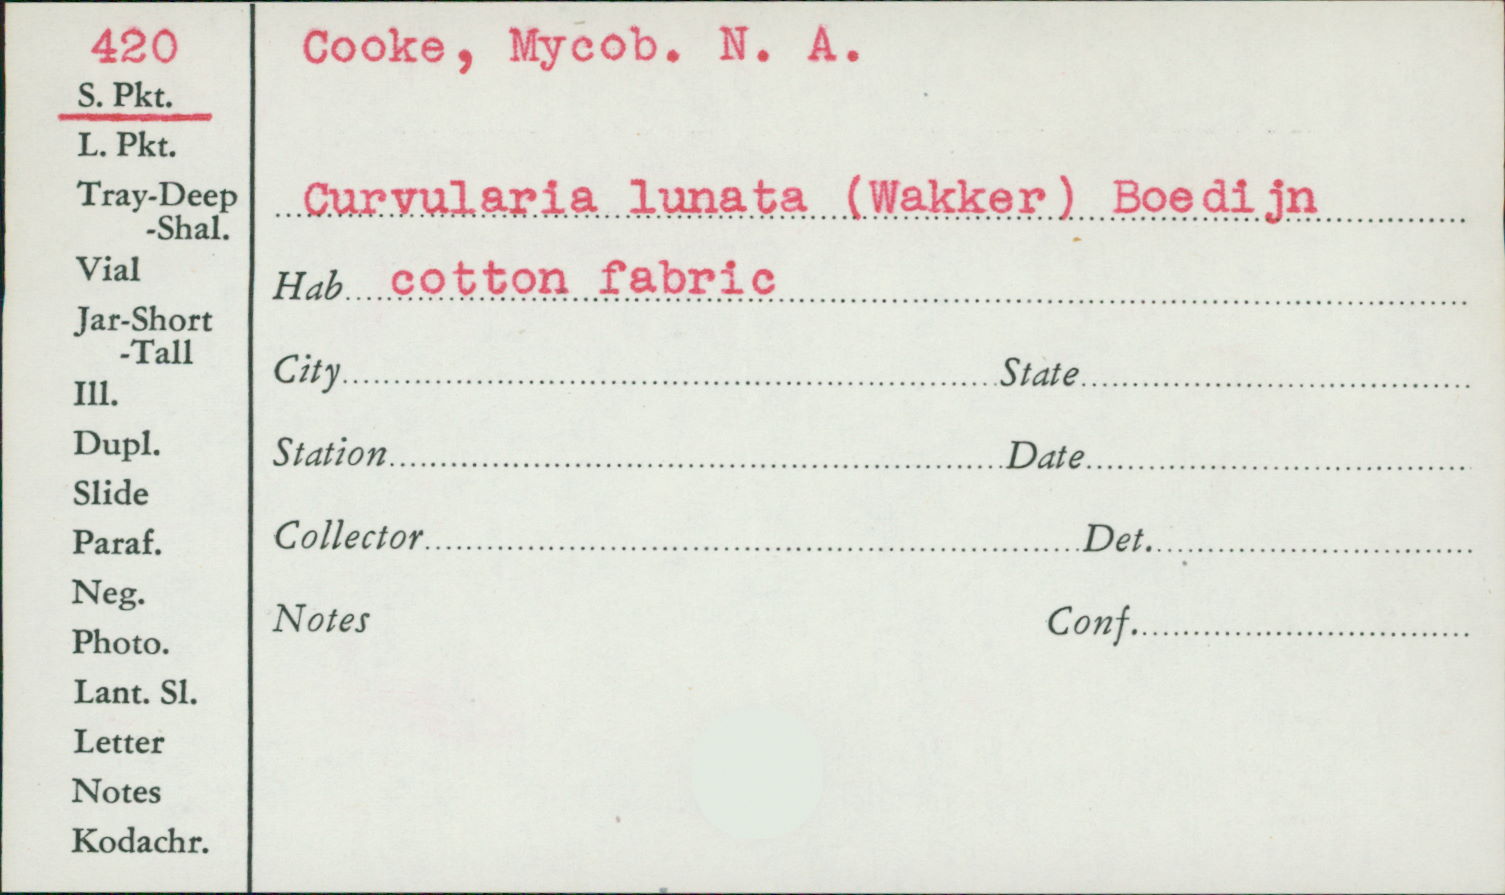 420
S. Pkt.
L. Pkt.
Tray-Deep
-Shal.
Vial
Jar-Short
-Tall
Ill.
Dupl.
Slide
Paraf.
Neg.
Photo.
Lant. Sl.
Letter
Notes
Kodachr.
Cooke, Mycob. N. A.
Curvularia lunata (Wakker) Boedijn
Hab cotton fabric
City State
Station Date
Collector Det.
Notes Conf.